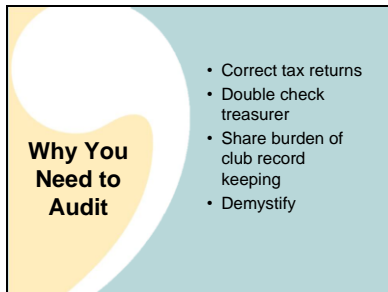 Why You
Need to
Audit
• Correct tax returns
• Double check
treasurer
• Share burden of
club record
keeping
• Demystify